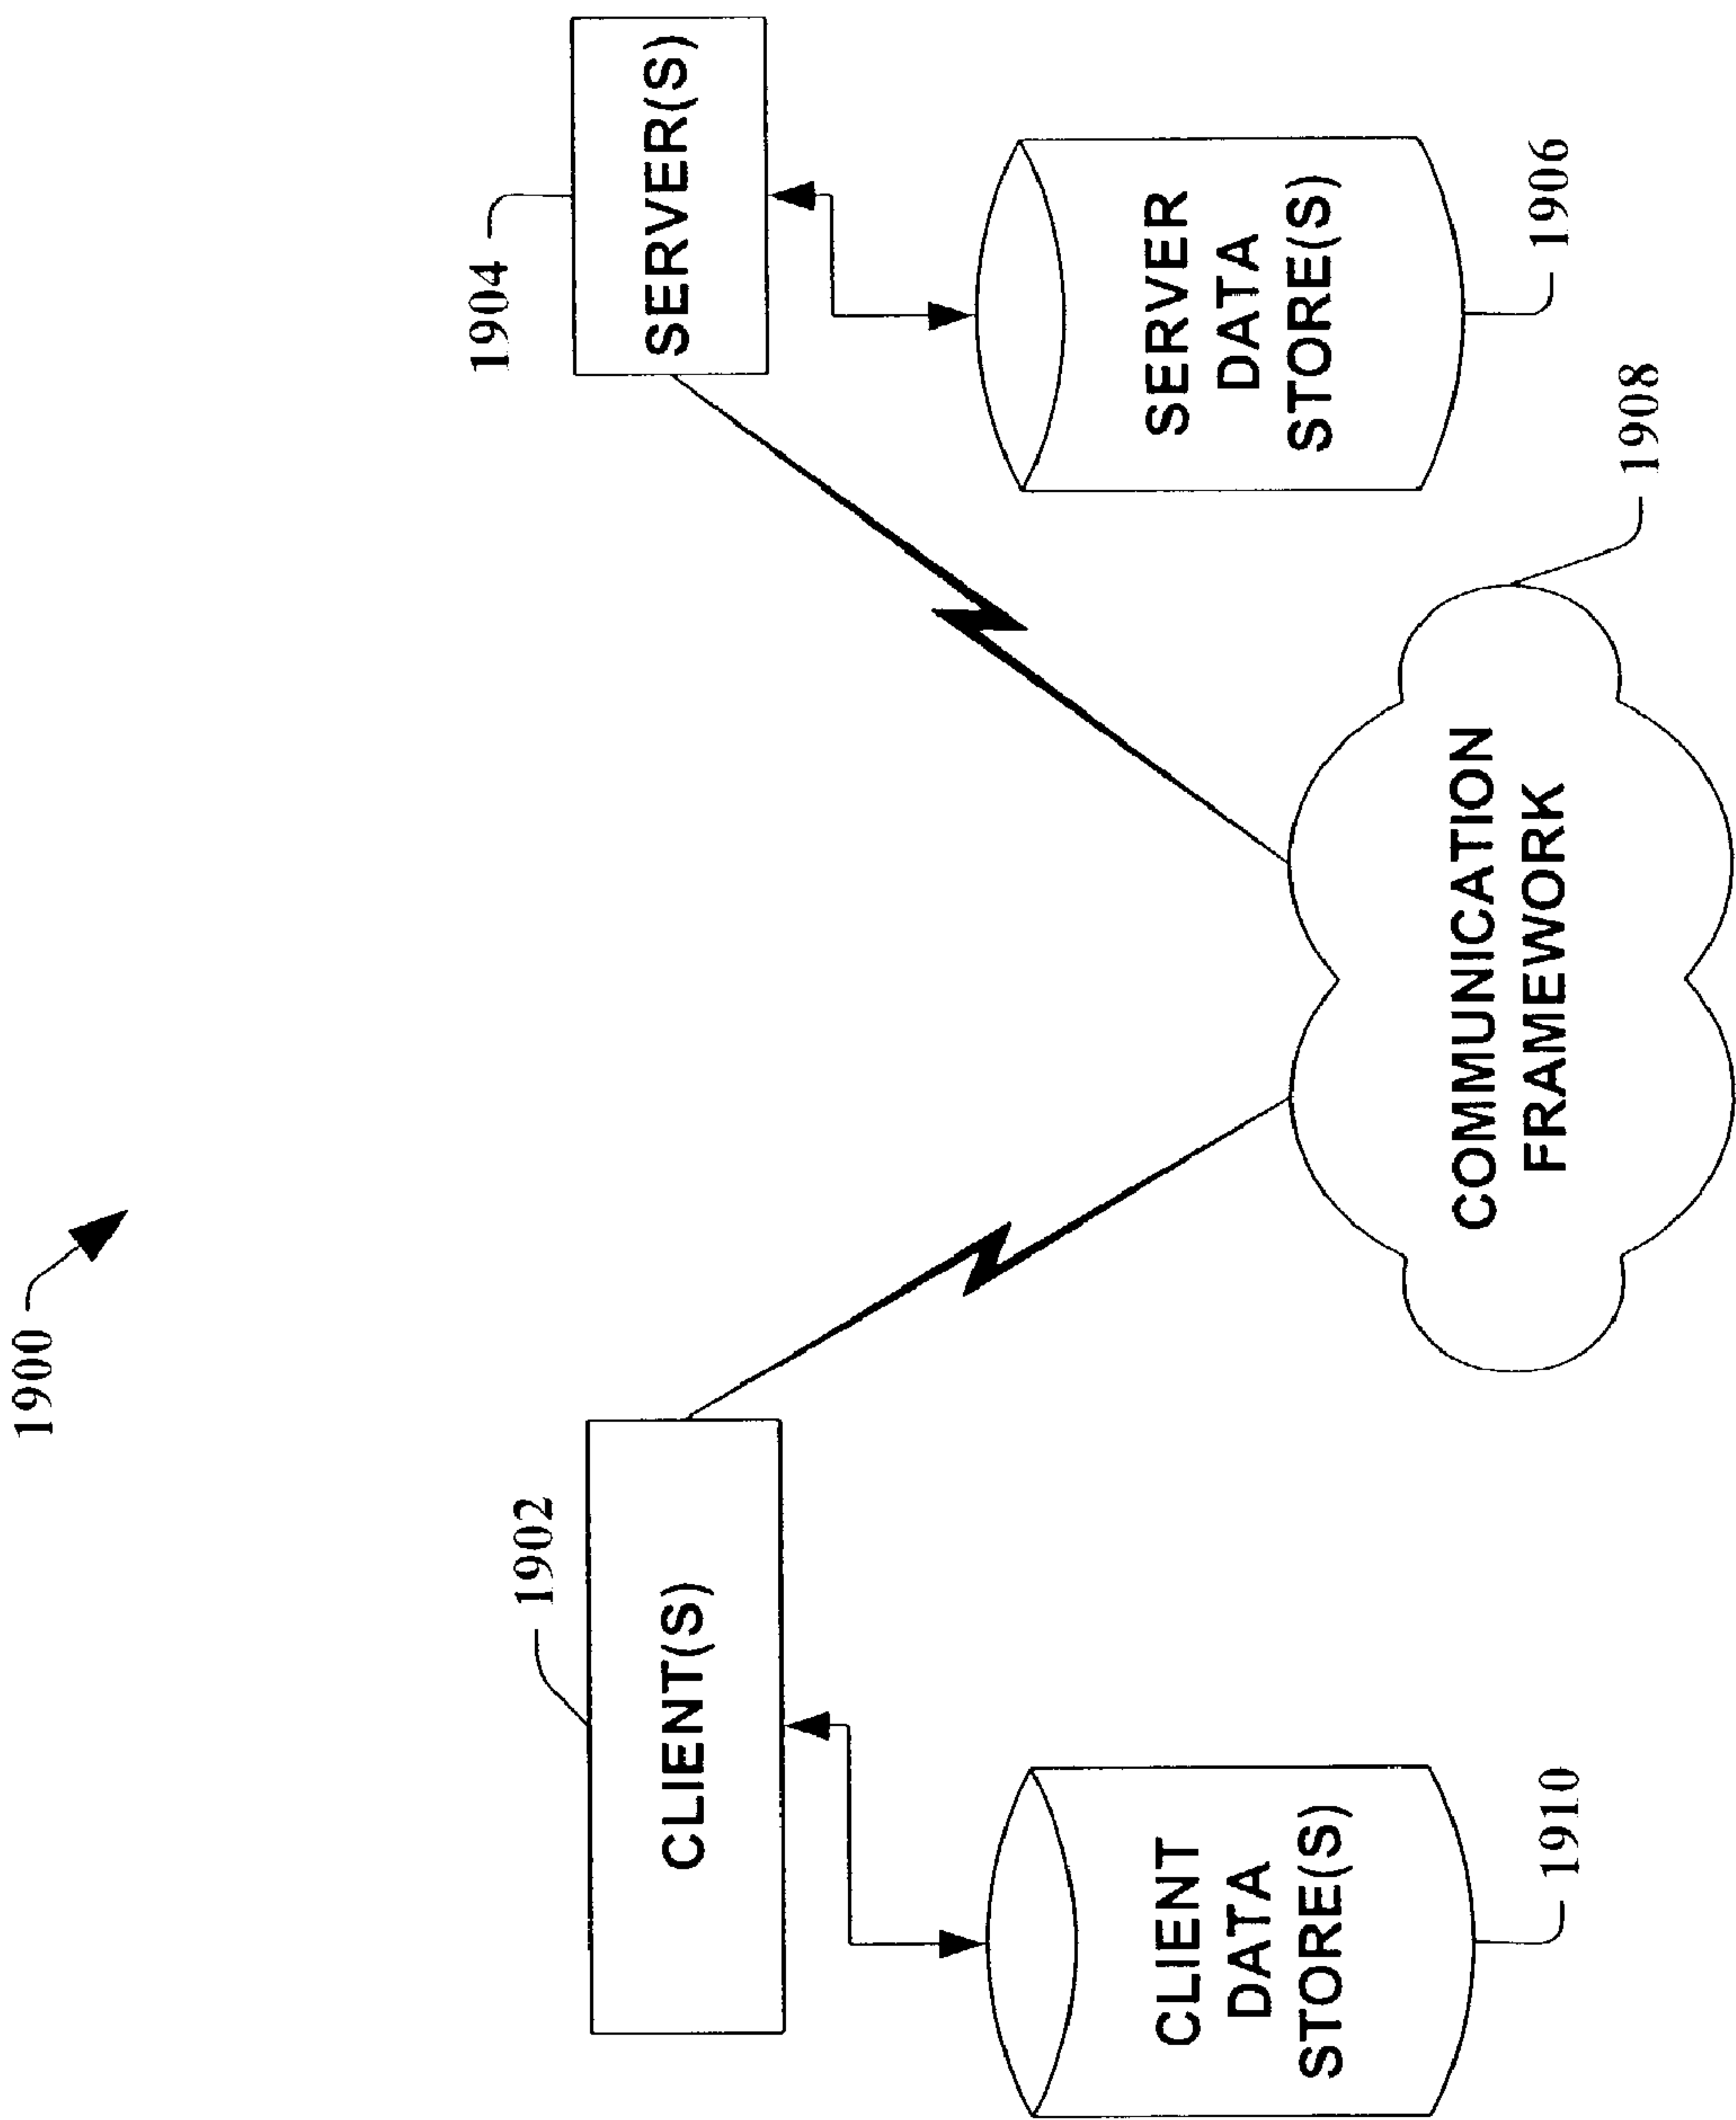 1900
1902
1904
CLIENT(S)
SERVER(S)
CLIENT
DATA
STORE(S)
SERVER
DATA
STORE(S)
COMMUNICATION
FRAMEWORK
1910
1906
1908